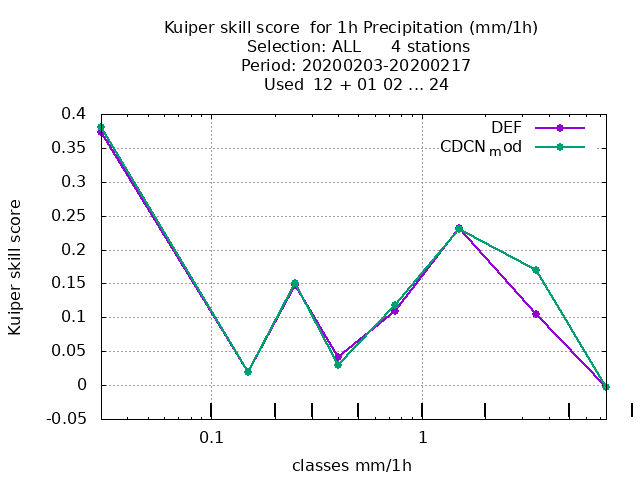 Kuiper skill score  for 1h Precipitation (mm/1h)
Selection: ALL      4 stations
Period: 20200203-20200217
Used  12 + 01 02 ... 24
DEF
CDCN_mod
0.4
0.35
0.3
0.25
0.2
0.15
0.1
0.05
0
-0.05
Kuiper skill score
0.1
1
classes mm/1h